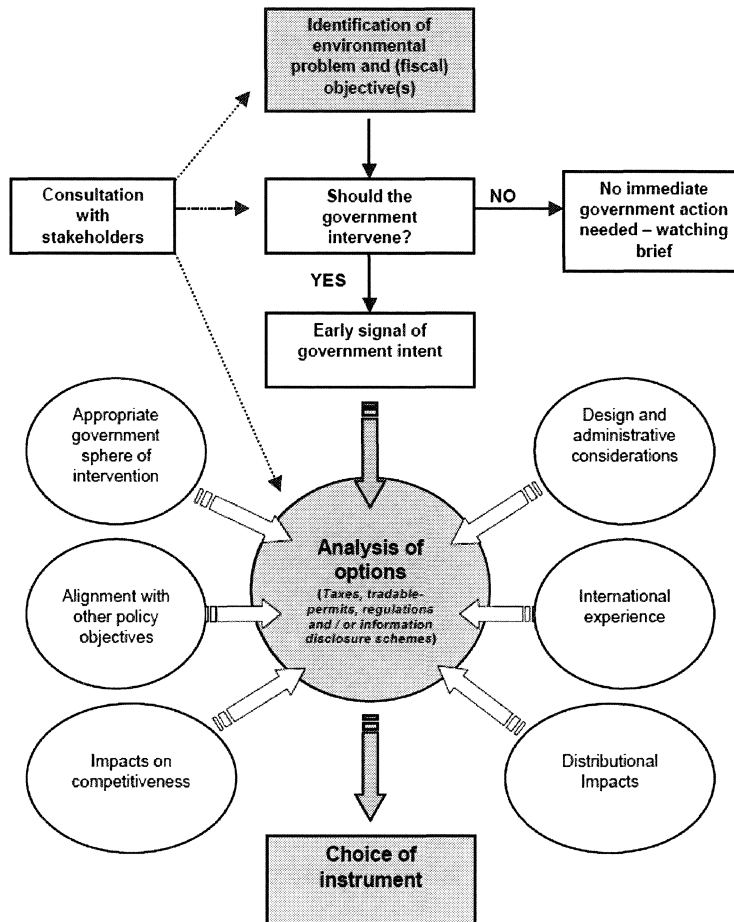 Identification of
environmental
problem and (fiscal)
objective(s)
Consultation
with
stakeholders
Should the
government
intervene?
NO
No immediate
government action
needed – watching
brief
YES
Early signal of
government intent
Appropriate
government
sphere of
intervention
Design and
administrative
considerations
Analysis of
options
(Taxes, tradable-
permits, regulations
and / or information
disclosure schemes)
Alignment with
other policy
objectives
International
experience
Impacts on
competitiveness
Distributional
Impacts
Choice of
instrument